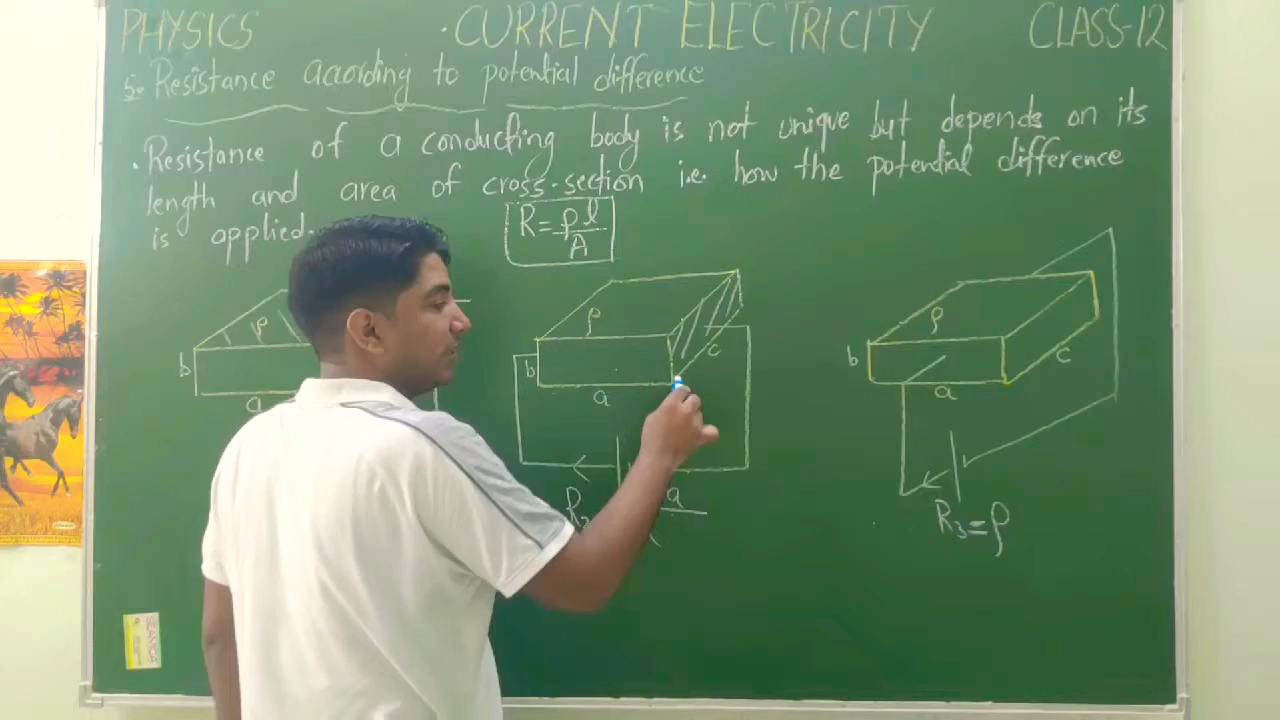 PHYSICS
CURRENT ELECTRICITY
CLASS-12
5. Resistance according to potential difference
. Resistance of a conducting body is not unique but depends on its
length and area of cross-section i.e. how the potential difference
is applied.
R=ρl/A
ρ
b
a
ρ
b
a
c
R₂
a
ρ
b
a
c
R₃=ρ